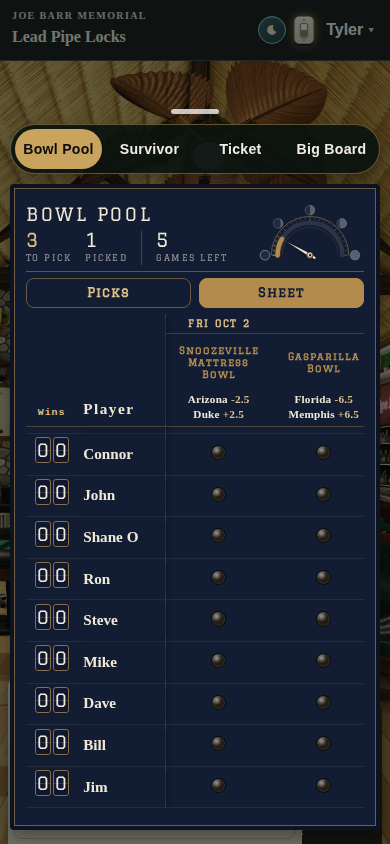 JOE BARR MEMORIAL
Lead Pipe Locks
Tyler
Bowl Pool
Survivor
Ticket
Big Board
BOWL POOL
3
1
5
TO PICK
PICKED
GAMES LEFT
PICKS
SHEET
FRI OCT 2
SNOOZEVILLE
MATTRESS
BOWL
GASPARILLA
BOWL
Arizona -2.5
Duke +2.5
Florida -6.5
Memphis +6.5
Wins
Player
00 Connor
00 John
00 Shane O
00 Ron
00 Steve
00 Mike
00 Dave
00 Bill
00 Jim